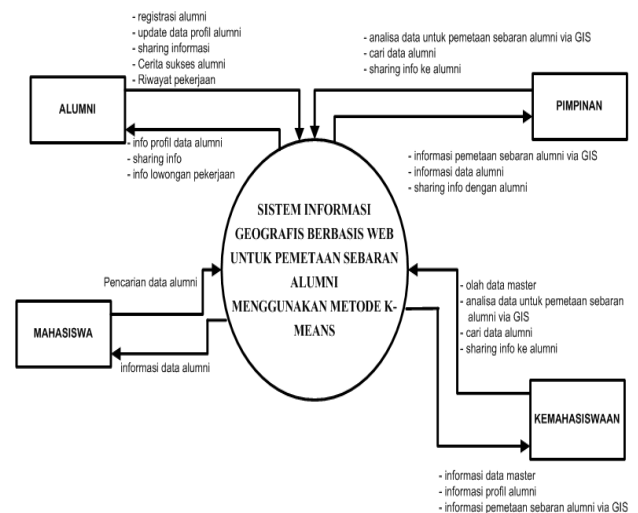 - registrasi alumni
- update data profil alumni
- sharing informasi
- Cerita sukses alumni
- Riwayat pekerjaan
- analisa data untuk pemetaan sebaran alumni via GIS
- cari data alumni
- sharing info ke alumni
ALUMNI
PIMPINAN
- info profil data alumni
- sharing info
- info lowongan pekerjaan
- informasi pemetaan sebaran alumni via GIS
- informasi data alumni
- sharing info dengan alumni
SISTEM INFORMASI
GEOGRAFIS BERBASIS WEB
UNTUK PEMETAAN SEBARAN
ALUMNI
MENGGUNAKAN METODE K-
MEANS
Pencarian data alumni
MAHASISWA
informasi data alumni
- olah data master
- analisa data untuk pemetaan sebaran
alumni via GIS
- cari data alumni
- sharing info ke alumni
KEMAHASISWAAN
- informasi data master
- informasi profil alumni
- informasi pemetaan sebaran alumni via GIS